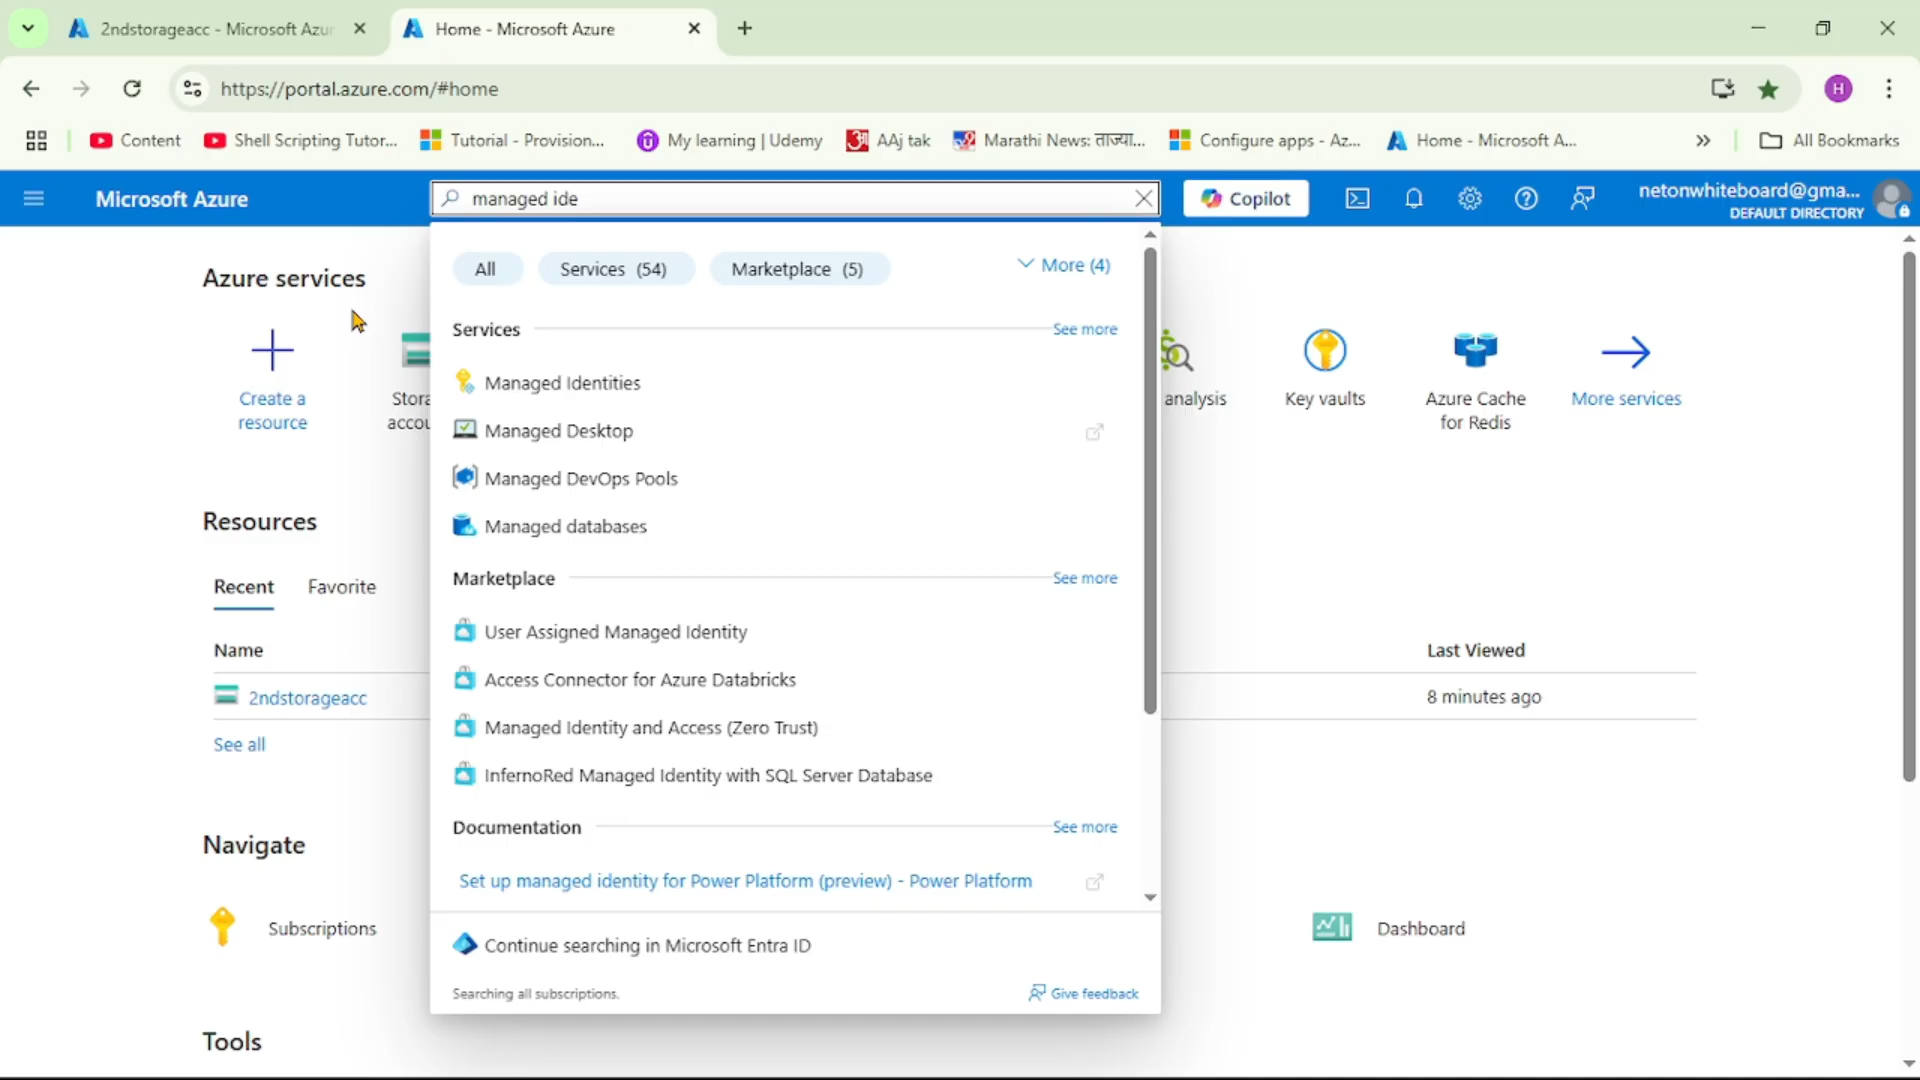 2ndstorageacc - Microsoft Azur
Home - Microsoft Azure
https://portal.azure.com/#home
H
Content
Shell Scripting Tutor...
Tutorial - Provision...
My learning | Udemy
AAj tak
Marathi News: ताज्या...
Configure apps - Az...
Home - Microsoft A...
All Bookmarks
Microsoft Azure
managed ide
Copilot
netonwhiteboard@gma...
DEFAULT DIRECTORY
Azure services
All
Services (54)
Marketplace (5)
More (4)
Services
See more
Managed Identities
Managed Desktop
Managed DevOps Pools
Managed databases
Create a
resource
Stora
accou
analysis
Key vaults
Azure Cache
for Redis
More services
Resources
Recent
Favorite
Marketplace
See more
User Assigned Managed Identity
Access Connector for Azure Databricks
Managed Identity and Access (Zero Trust)
InfernoRed Managed Identity with SQL Server Database
Name
Last Viewed
2ndstorageacc
8 minutes ago
See all
Documentation
See more
Set up managed identity for Power Platform (preview) - Power Platform
Navigate
Subscriptions
Dashboard
Continue searching in Microsoft Entra ID
Searching all subscriptions.
Give feedback
Tools